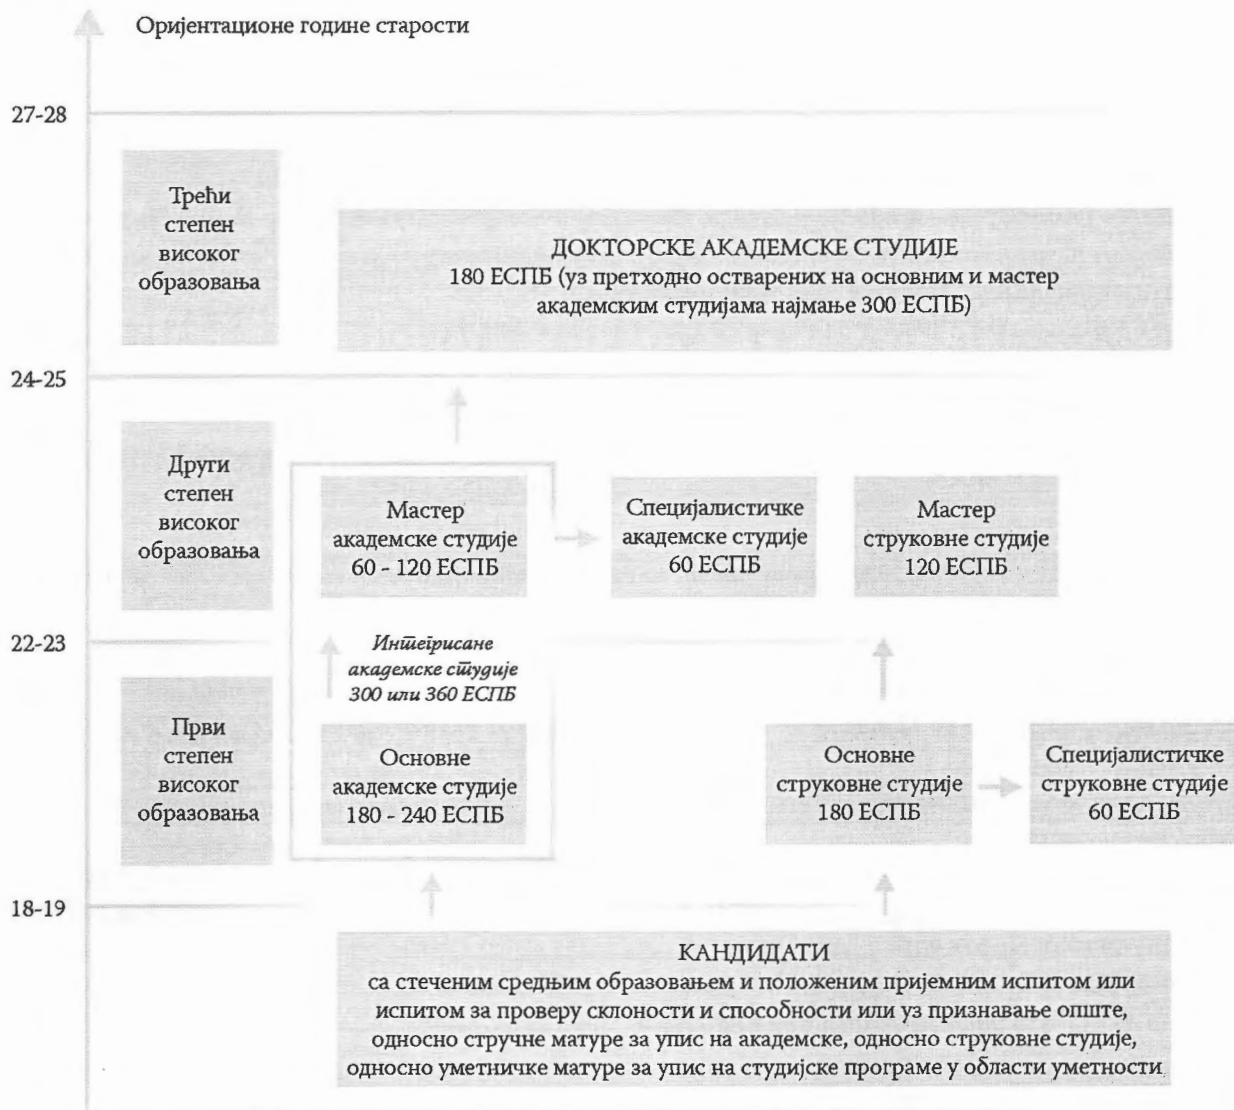 Оријентационе године старости
27-28
Трећи
степен
високог
образовања
ДОКТОРСКЕ АКАДЕМСКЕ СТУДИЈЕ
180 ЕСПБ (уз претходно остварених на основним и мастер
академским студијама најмање 300 ЕСПБ)
24-25
Други
степен
високог
образовања
Мастер
академске студије
60 - 120 ЕСПБ
Специјалистичке
академске студије
60 ЕСПБ
Мастер
струковне студије
120 ЕСПБ
22-23
Интегрисане
академске студије
300 или 360 ЕСПБ
Први
степен
високог
образовања
Основне
академске студије
180 - 240 ЕСПБ
Основне
струковне студије
180 ЕСПБ
Специјалистичке
струковне студије
60 ЕСПБ
18-19
КАНДИДАТИ
са стеченим средњим образовањем и положеним пријемним испитом или
испитом за проверу склоности и способности или уз признавање опште,
односно стручне матуре за упис на академске, односно струковне студије,
односно уметничке матуре за упис на студијске програме у области уметности